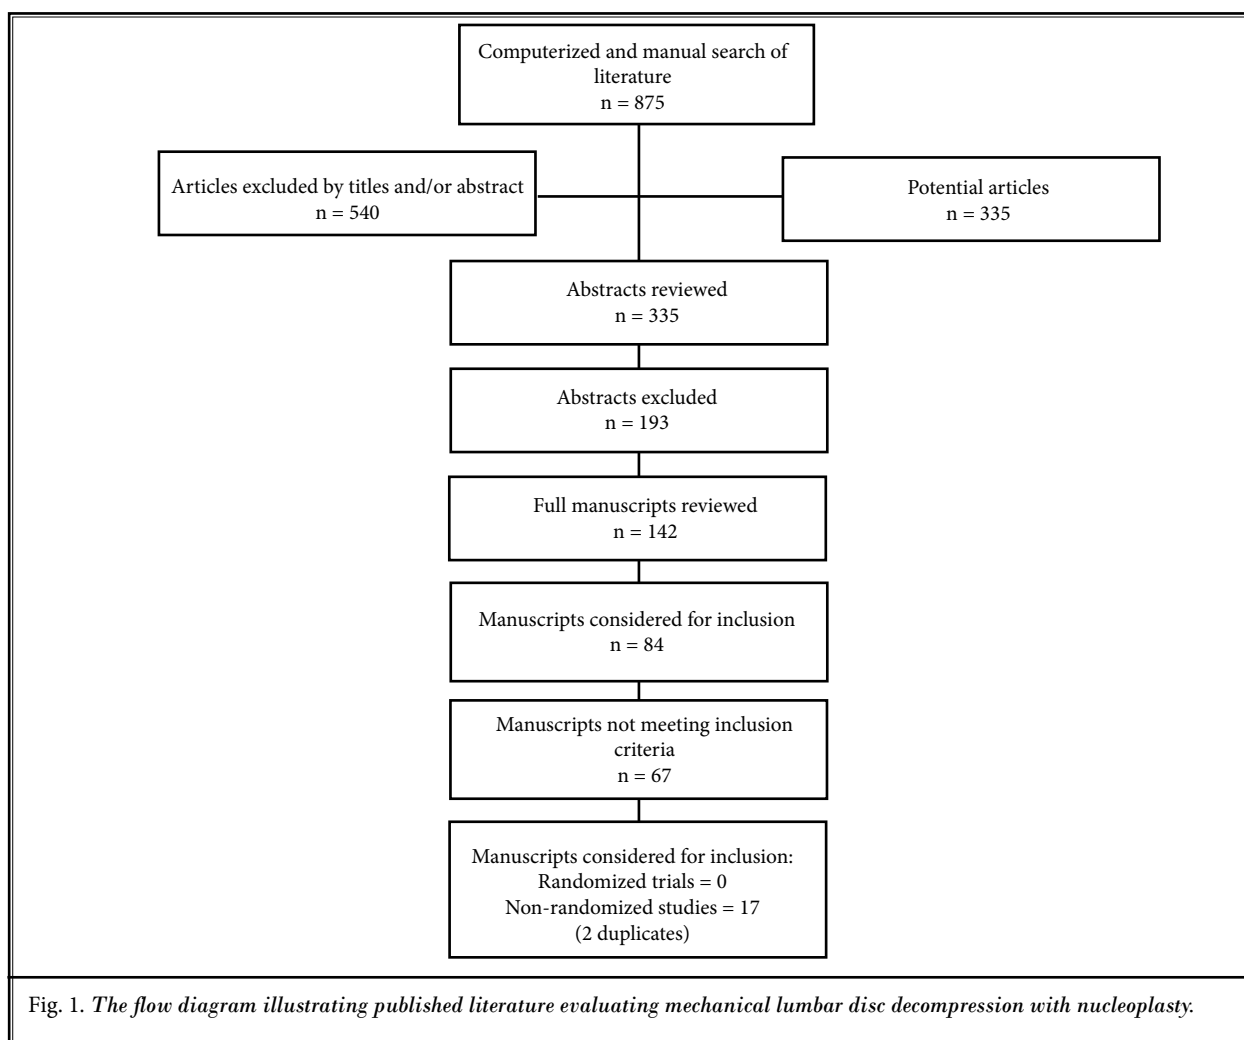 Computerized and manual search of
literature
n = 875
Articles excluded by titles and/or abstract
n = 540
Potential articles
n = 335
Abstracts reviewed
n = 335
Abstracts excluded
n = 193
Full manuscripts reviewed
n = 142
Manuscripts considered for inclusion
n = 84
Manuscripts not meeting inclusion
criteria
n = 67
Manuscripts considered for inclusion:
Randomized trials = 0
Non-randomized studies = 17
(2 duplicates)
Fig. 1. The flow diagram illustrating published literature evaluating mechanical lumbar disc decompression with nucleoplasty.